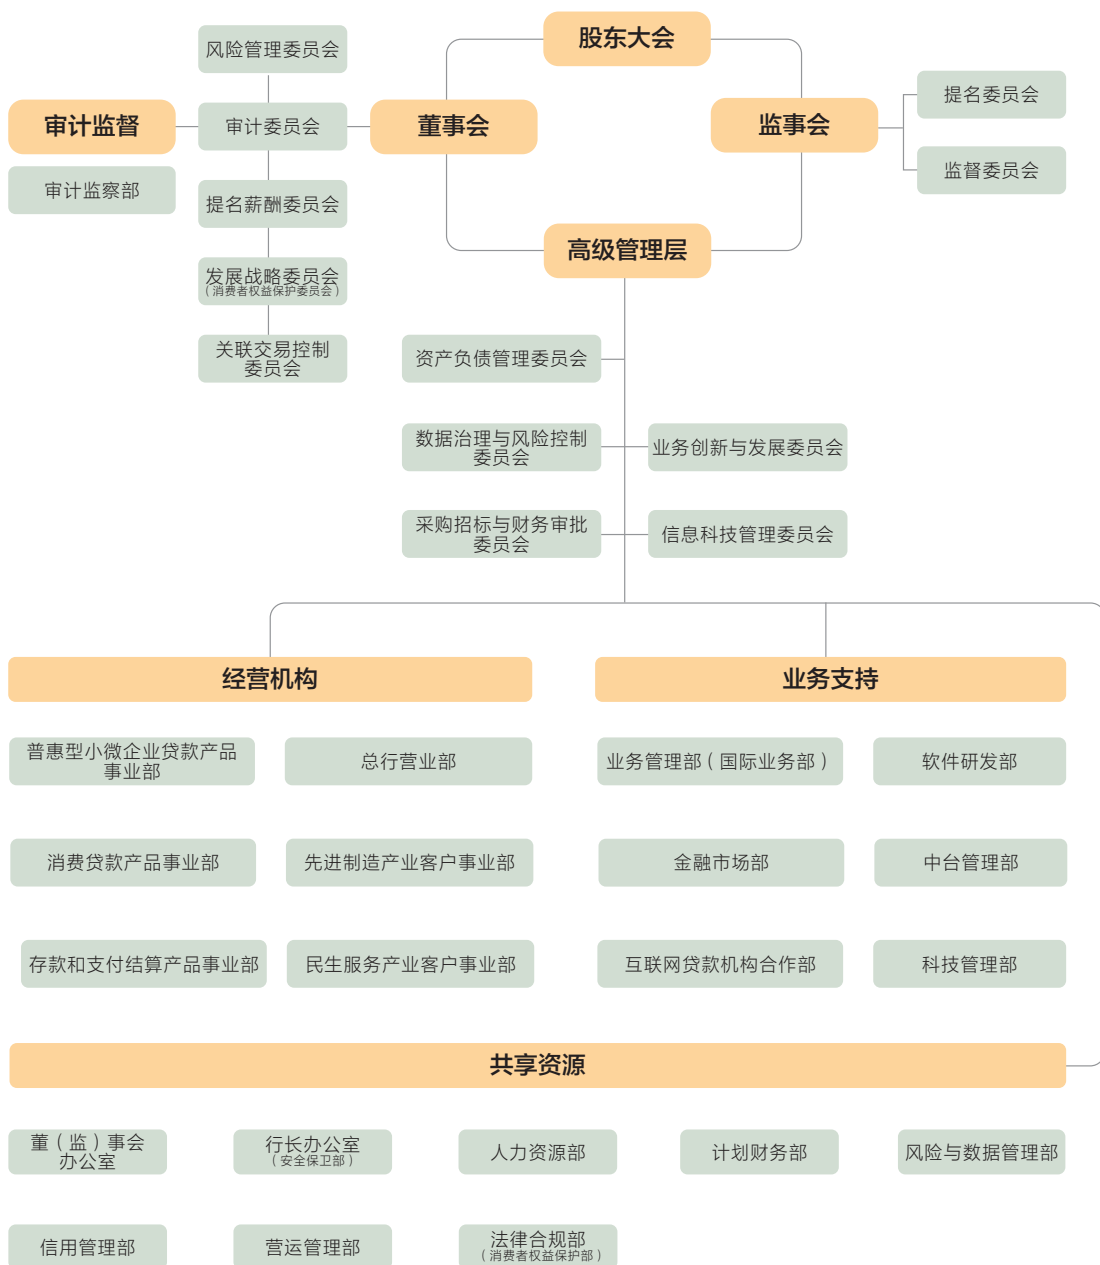 股东大会
风险管理委员会
审计监督
审计委员会
董事会
监事会
提名委员会
监督委员会
审计监察部
提名薪酬委员会
高级管理层
发展战略委员会
（消费者权益保护委员会）
关联交易控制
委员会
资产负债管理委员会
数据治理与风险控制
委员会
业务创新与发展委员会
采购招标与财务审批
委员会
信息科技管理委员会
经营机构
业务支持
普惠型小微企业贷款产品
事业部
总行营业部
业务管理部（国际业务部）
软件研发部
消费贷款产品事业部
先进制造产业客户事业部
金融市场部
中台管理部
存款和支付结算产品事业部
民生服务产业客户事业部
互联网贷款机构合作部
科技管理部
共享资源
董（监）事会
办公室
行长办公室
（安全保卫部）
人力资源部
计划财务部
风险与数据管理部
信用管理部
营运管理部
法律合规部
（消费者权益保护部）